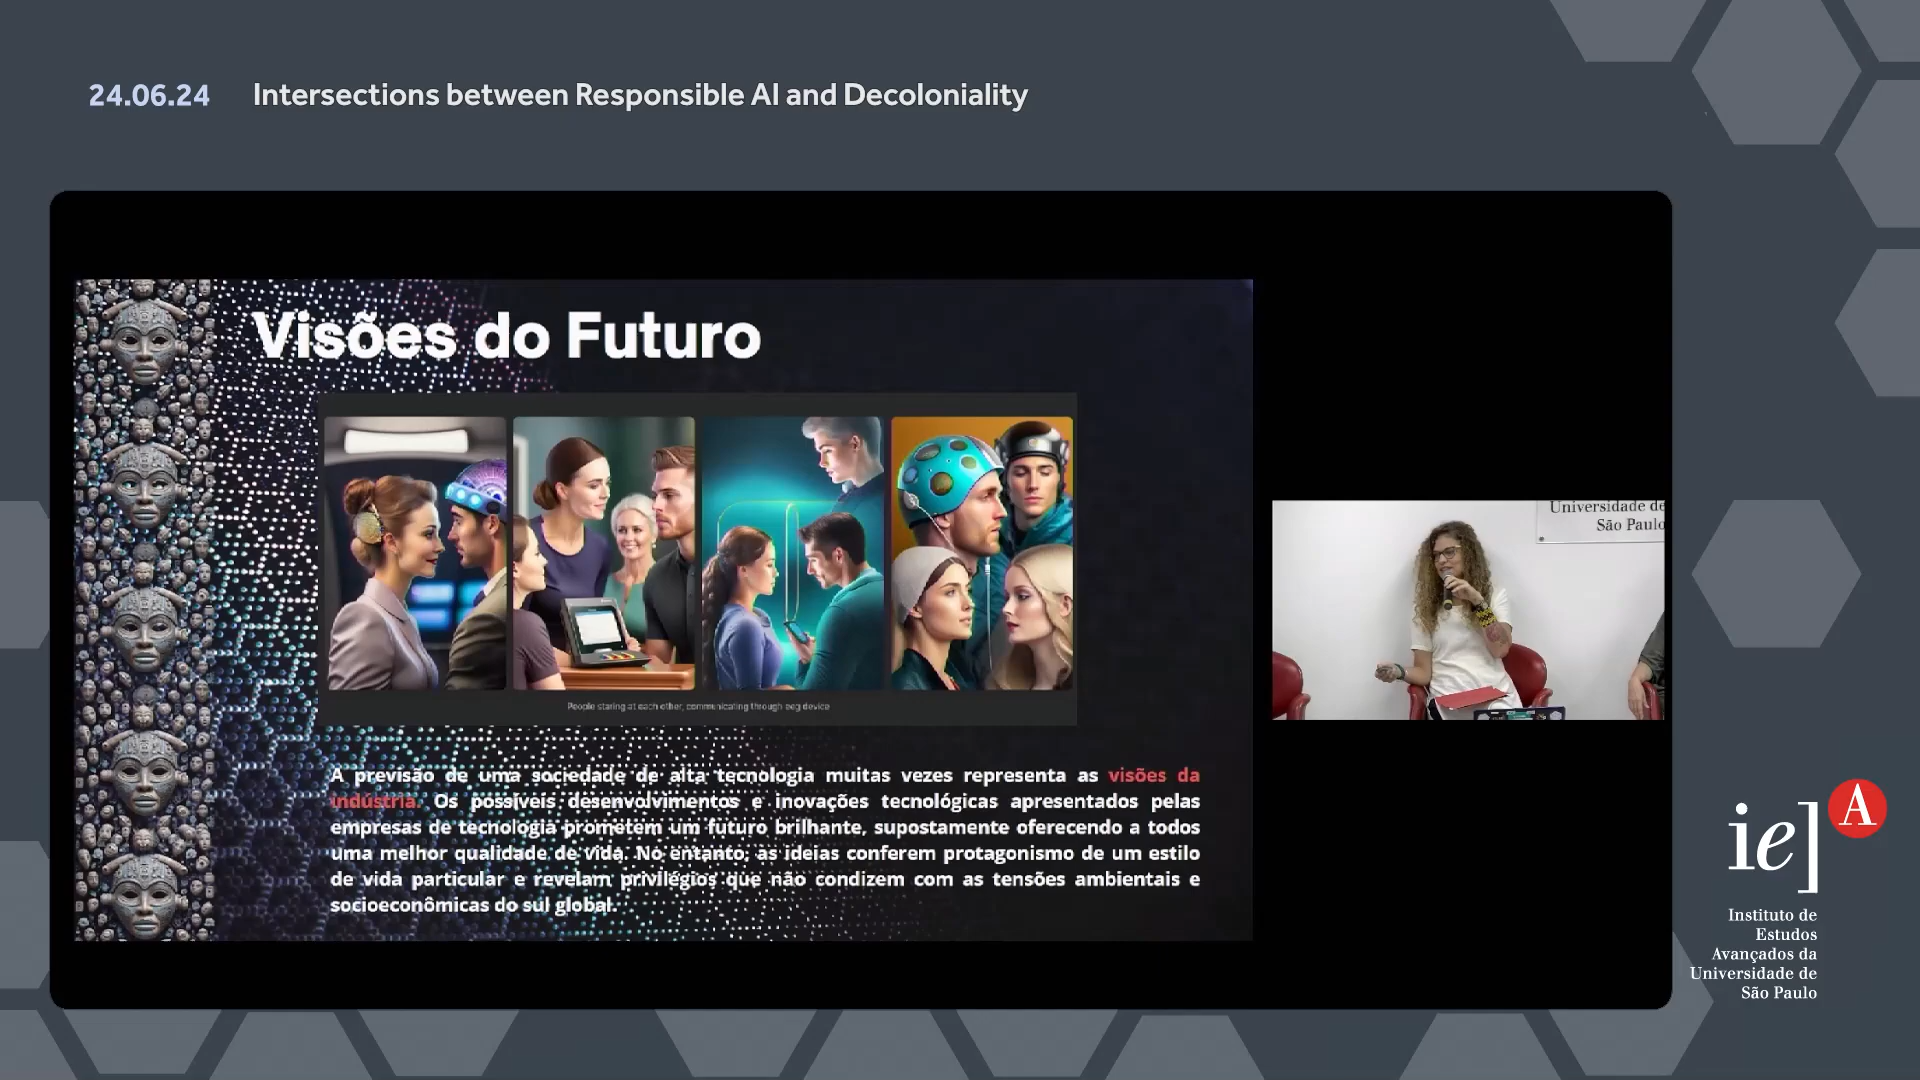 24.06.24 Intersections between Responsible AI and Decoloniality
Visões do Futuro
People staring at each other, communicating through eeg device
A previsão de uma sociedade de alta tecnologia muitas vezes representa as visões da
indústria. Os possíveis desenvolvimentos e inovações tecnológicas apresentados pelas
empresas de tecnologia prometem um futuro brilhante, supostamente oferecendo a todos
uma melhor qualidade de vida. No entanto, as ideias conferem protagonismo de um estilo
de vida particular e revelam privilégios que não condizem com as tensões ambientais e
socioeconômicas do sul global.
Universidade de
São Paulo
ie] A
Instituto de
Estudos
Avançados da
Universidade de
São Paulo